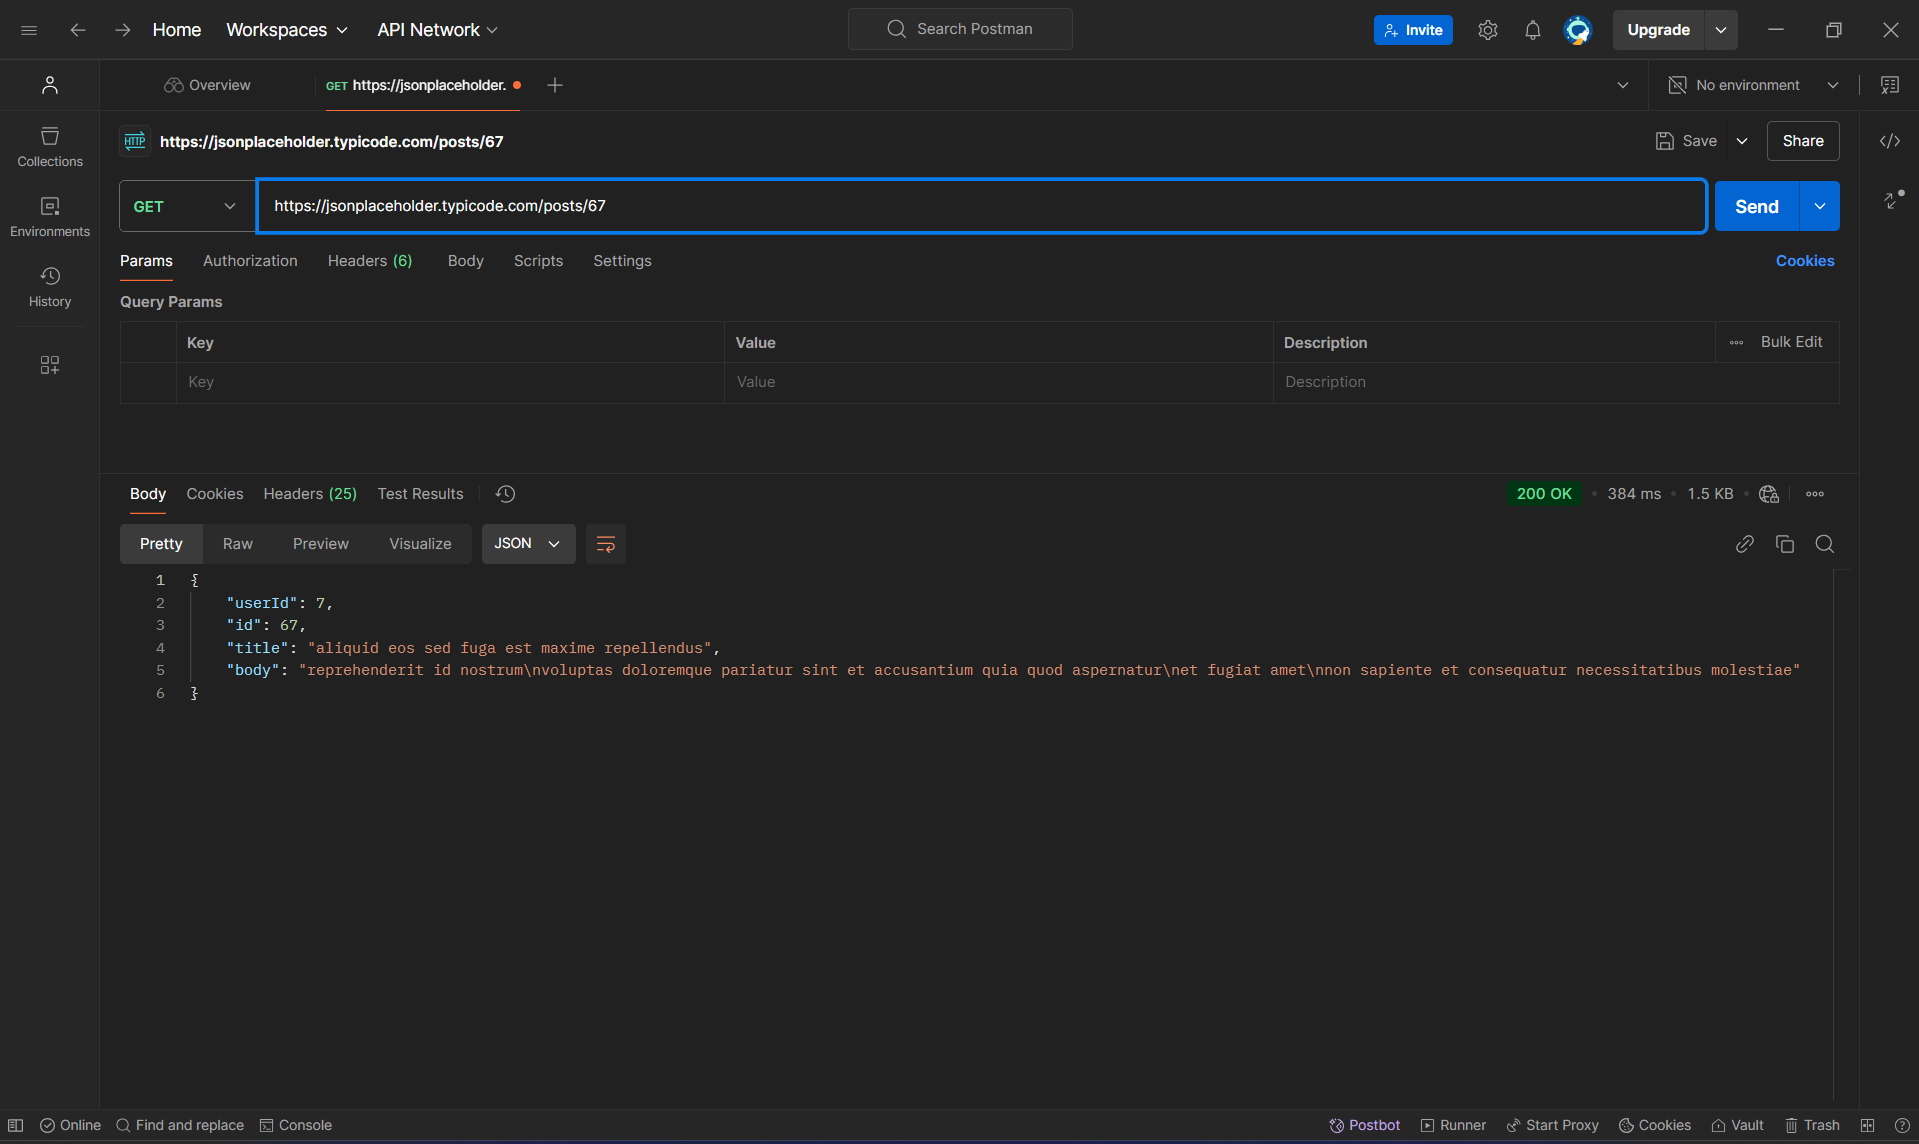 Home Workspaces API Network Search Postman Invite Upgrade
Overview GET https://jsonplaceholder. No environment
HTTP https://jsonplaceholder.typicode.com/posts/67 Save Share
Collections
GET https://jsonplaceholder.typicode.com/posts/67 Send
Environments
Params Authorization Headers (6) Body Scripts Settings Cookies
History
Query Params
Key Value Description Bulk Edit
Key Value Description
Body Cookies Headers (25) Test Results 200 OK 384 ms 1.5 KB
Pretty Raw Preview Visualize JSON
1 {
2 "userId": 7,
3 "id": 67,
4 "title": "aliquid eos sed fuga est maxime repellendus",
5 "body": "reprehenderit id nostrum\nvoluptas doloremque pariatur sint et accusantium quia quod aspernatur\net fugiat amet\nnon sapiente et consequatur necessitatibus molestiae"
6 }
Online Find and replace Console Postbot Runner Start Proxy Cookies Vault Trash